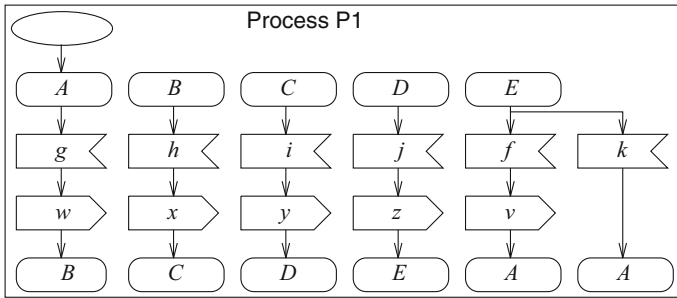 Process P1
A B C D E
g h i j f k
w x y z v
B C D E A A